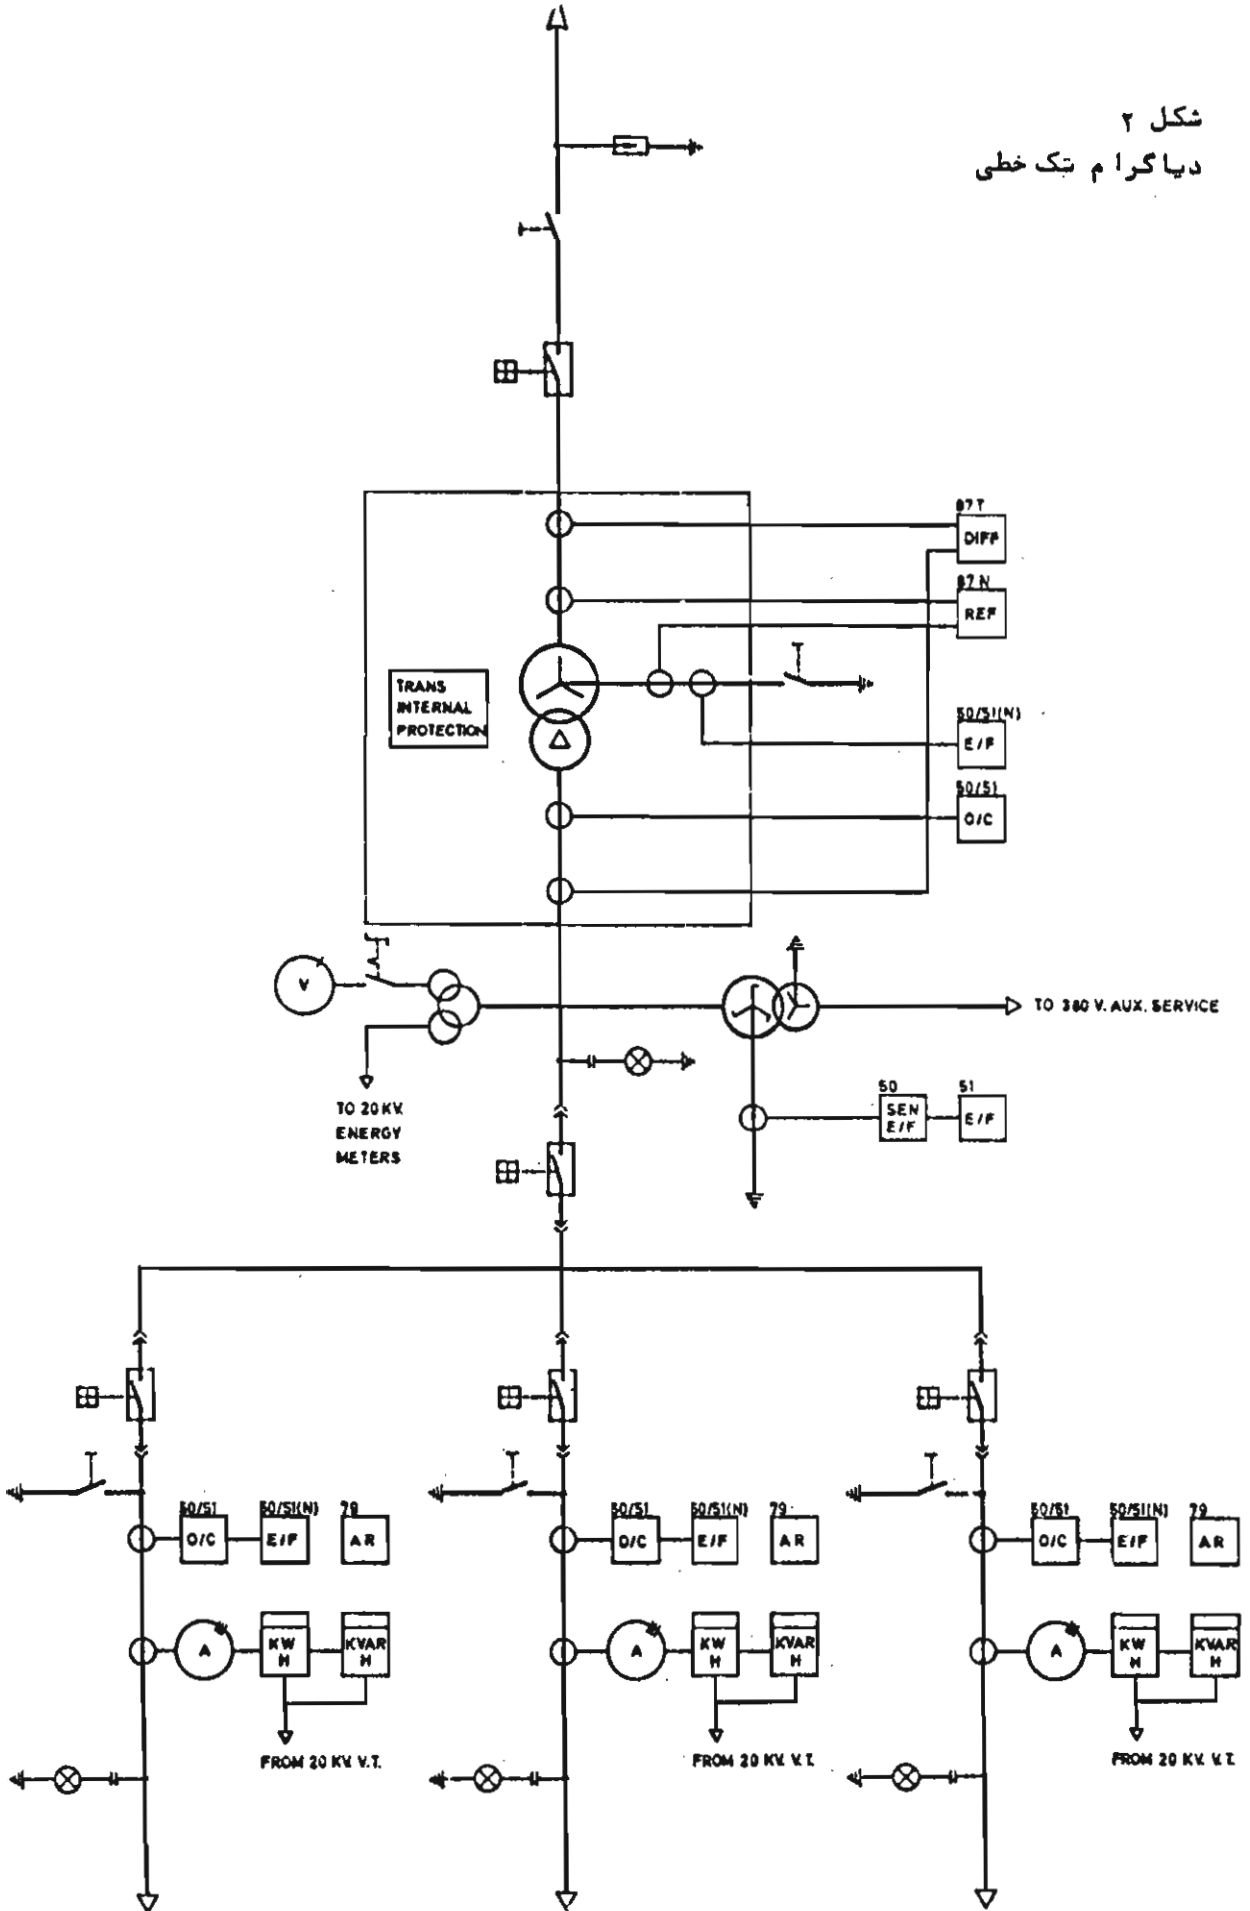 شکل ۲
دیاگرام تک خطی
87T
DIFF
87N
REF
TRANS
INTERNAL
PROTECTION
50/51(N)
E/F
50/51
O/C
V
TO 380 V. AUX. SERVICE
TO 20 KV.
ENERGY
METERS
50
SEN
E/F
51
E/F
50/51
O/C
50/51(N)
E/F
79
AR
50/51
O/C
50/51(N)
E/F
79
AR
50/51
O/C
50/51(N)
E/F
79
AR
A
KW
H
KVAR
H
A
KW
H
KVAR
H
A
KW
H
KVAR
H
FROM 20 KV. V.T.
FROM 20 KV. V.T.
FROM 20 KV. V.T.